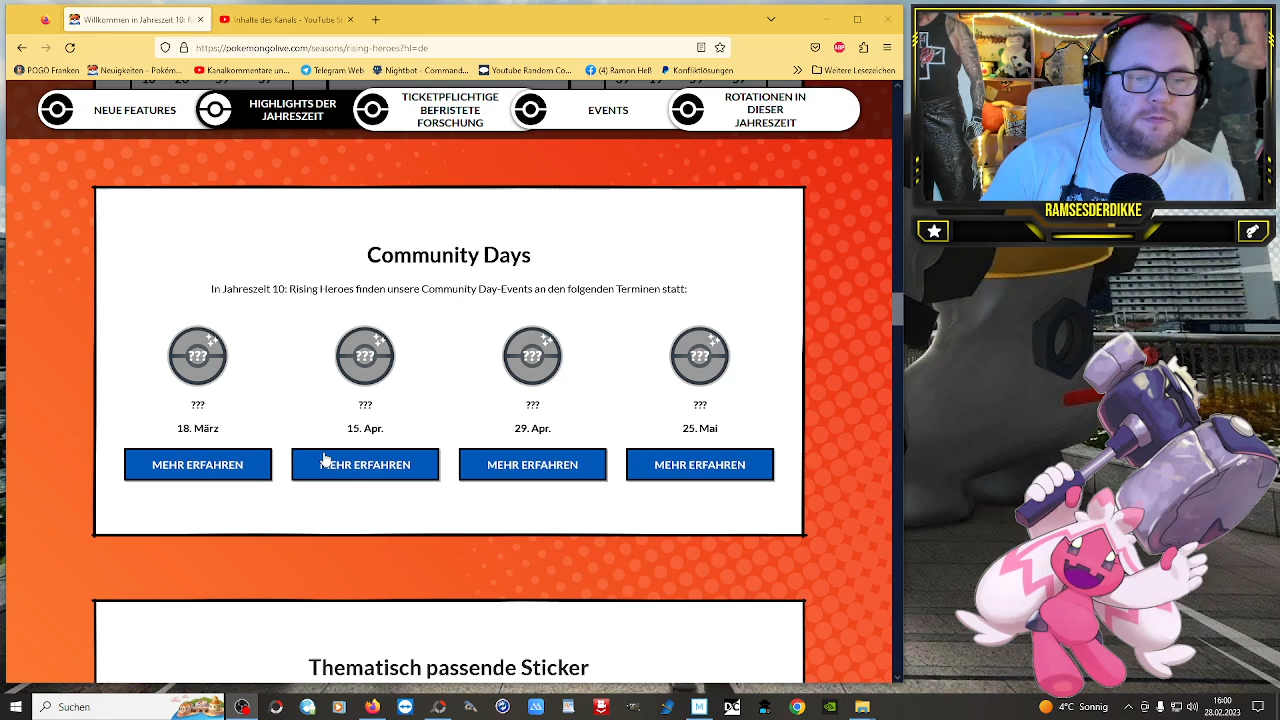 Willkommen in Jahreszeit 10: Ri
Inhalte des Kanals - YouTube St
https://pokemongolive.com/seasons/rising-heroes?hl=de
POGO Franken
Neuigkeiten – Pokém...
Kanalkommentare un...
Telegram Web
Nightbot - Command...
Youtube Random Co...
(4) Ramon Heß
Konfliktlösungen
Weitere Lesezeichen
NEUE FEATURES
HIGHLIGHTS DER
JAHRESZEIT
TICKETPFLICHTIGE
BEFRISTETE
FORSCHUNG
EVENTS
ROTATIONEN IN
DIESER
JAHRESZEIT
RAMSESDERDIKKE
Community Days
In Jahreszeit 10: Rising Heroes finden unsere Community Day-Events an den folgenden Terminen statt:
??? ??? ??? ???
??? ??? ??? ???
18. März 15. Apr. 29. Apr. 25. Mai
MEHR ERFAHREN MEHR ERFAHREN MEHR ERFAHREN MEHR ERFAHREN
Thematisch passende Sticker
Suchen
4°C Sonnig
16:00
28.02.2023